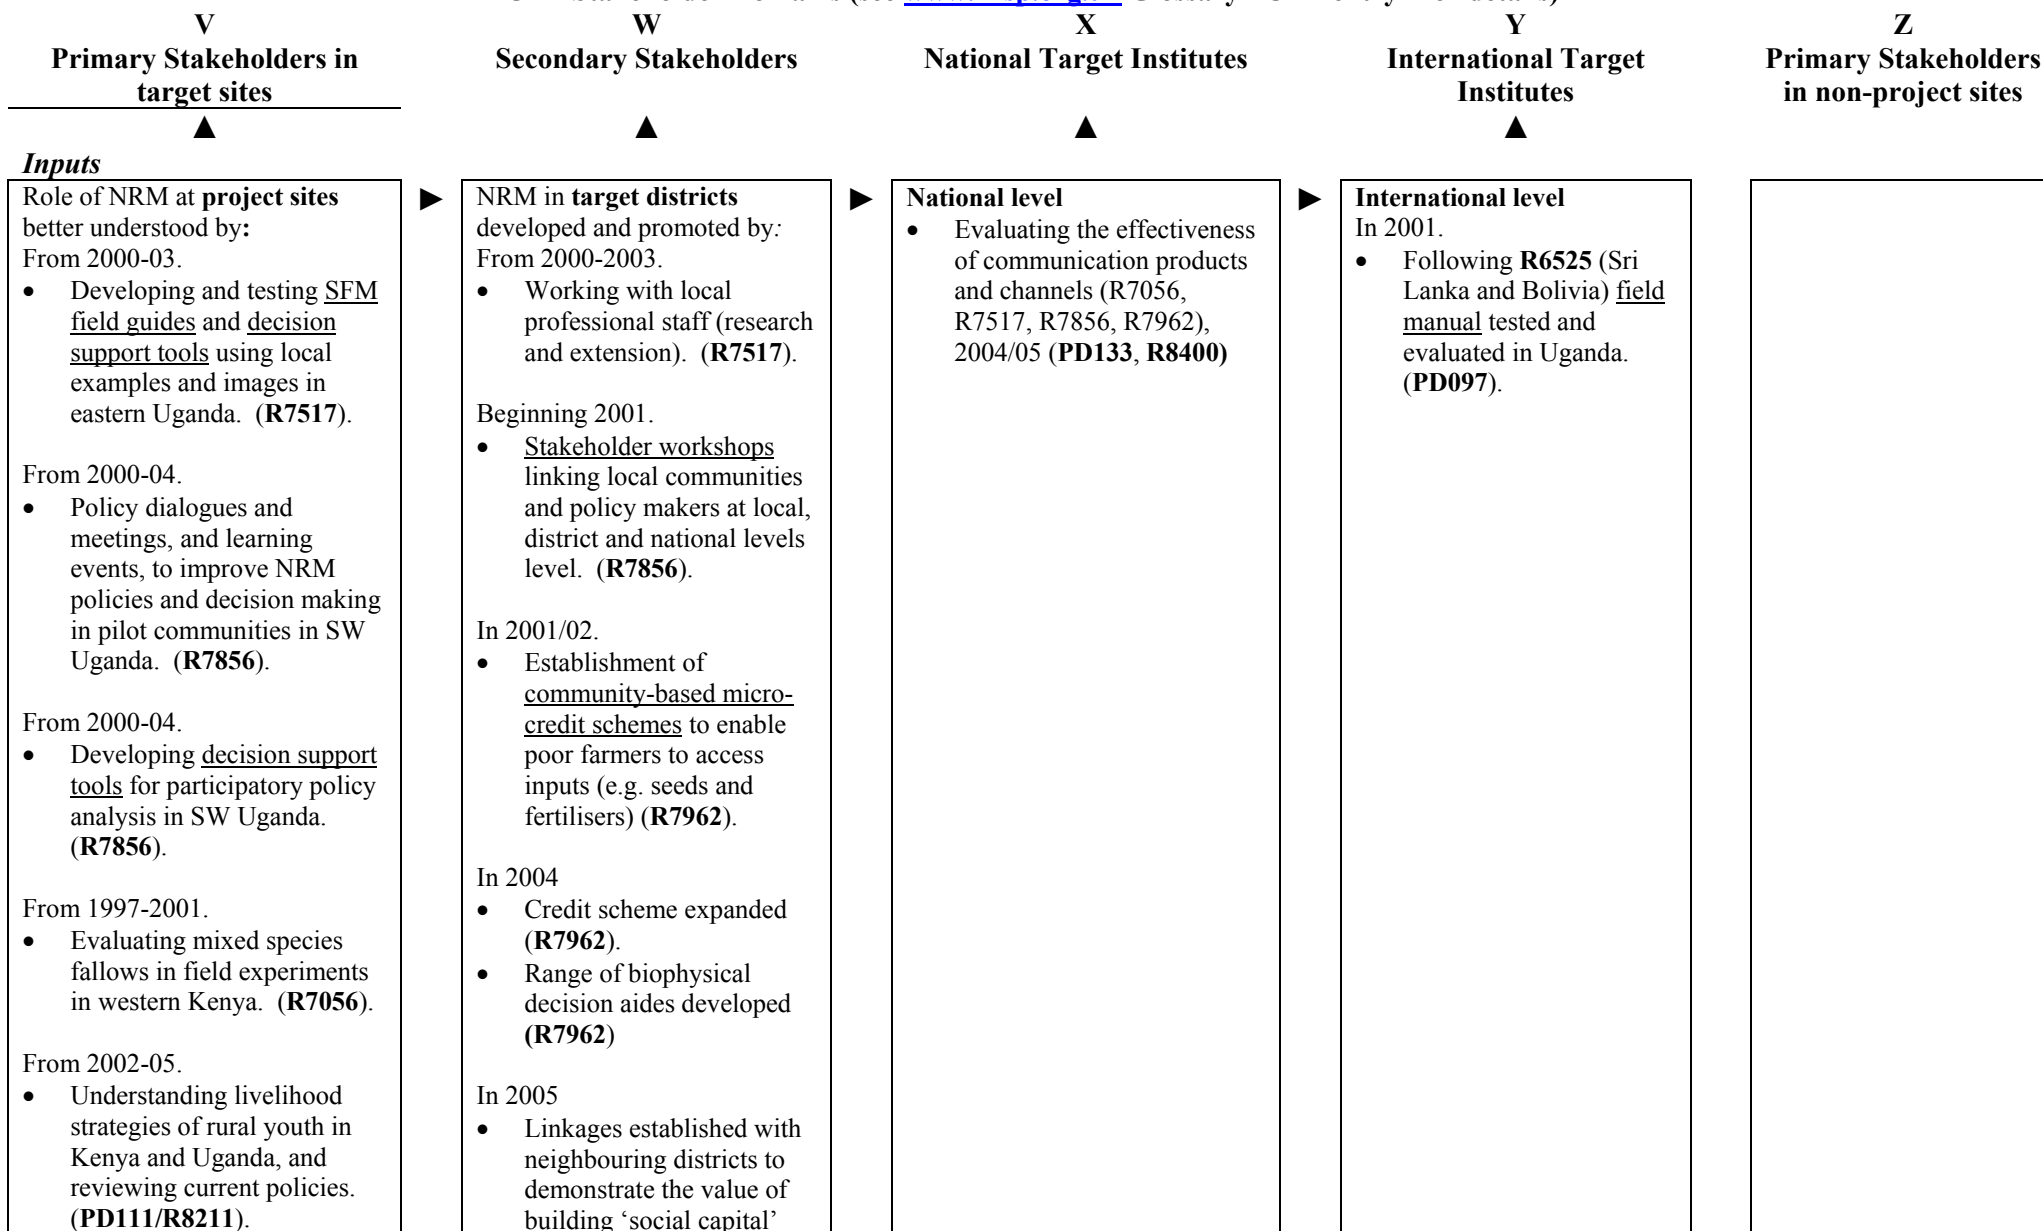 V
Primary Stakeholders in
target sites
W
Secondary Stakeholders
X
National Target Institutes
Y
International Target
Institutes
Z
Primary Stakeholders
in non-project sites
▲
▲
▲
▲
Inputs
Role of NRM at project sites
better understood by:
From 2000-03.
• Developing and testing SFM
field guides and decision
support tools using local
examples and images in
eastern Uganda. (R7517).
From 2000-04.
• Policy dialogues and
meetings, and learning
events, to improve NRM
policies and decision making
in pilot communities in SW
Uganda. (R7856).
From 2000-04.
• Developing decision support
tools for participatory policy
analysis in SW Uganda.
(R7856).
From 1997-2001.
• Evaluating mixed species
fallows in field experiments
in western Kenya. (R7056).
From 2002-05.
• Understanding livelihood
strategies of rural youth in
Kenya and Uganda, and
reviewing current policies.
(PD111/R8211).
►
NRM in target districts
developed and promoted by:
From 2000-2003.
• Working with local
professional staff (research
and extension). (R7517).
Beginning 2001.
• Stakeholder workshops
linking local communities
and policy makers at local,
district and national levels
level. (R7856).
In 2001/02.
• Establishment of
community-based micro-
credit schemes to enable
poor farmers to access
inputs (e.g. seeds and
fertilisers) (R7962).
In 2004
• Credit scheme expanded
(R7962).
• Range of biophysical
decision aides developed
(R7962)
In 2005
• Linkages established with
neighbouring districts to
demonstrate the value of
building ‘social capital’
►
National level
• Evaluating the effectiveness
of communication products
and channels (R7056,
R7517, R7856, R7962),
2004/05 (PD133, R8400)
►
International level
In 2001.
• Following R6525 (Sri
Lanka and Bolivia) field
manual tested and
evaluated in Uganda.
(PD097).